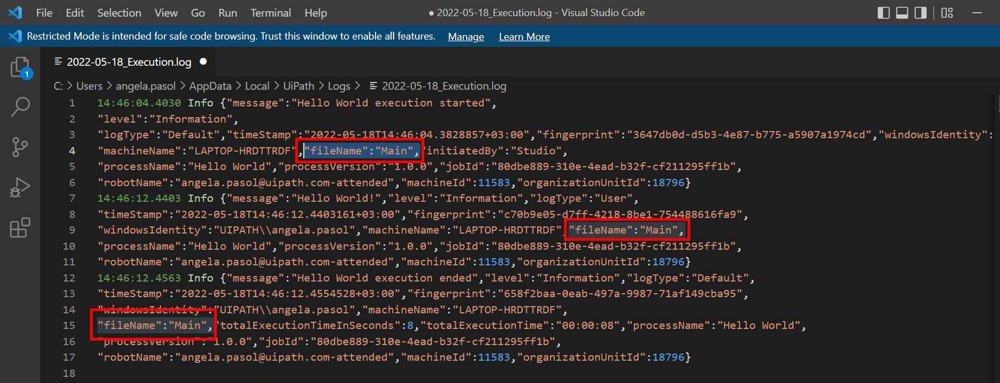 File Edit Selection View Go Run Terminal Help ● 2022-05-18_Execution.log - Visual Studio Code
Restricted Mode is intended for safe code browsing. Trust this window to enable all features. Manage Learn More
2022-05-18_Execution.log ●
1
C: > Users > angela.pasol > AppData > Local > UiPath > Logs > 2022-05-18_Execution.log
1 14:46:04.4030 Info {"message":"Hello World execution started",
2 "level":"Information",
3 "logType":"Default","timeStamp":"2022-05-18T14:46:04.3828857+03:00","fingerprint":"3647db0d-d5b3-4e87-b775-a5907a1974cd","windowsIdentity":
4 "machineName":"LAPTOP-HRDTTRDF","fileName":"Main","initiatedBy":"Studio",
5 "processName":"Hello World","processVersion":"1.0.0","jobId":"80dbe889-310e-4ead-b32f-cf211295ff1b",
6 "robotName":"angela.pasol@uipath.com-attended","machineId":11583,"organizationUnitId":18796}
7 14:46:12.4403 Info {"message":"Hello World!","level":"Information","logType":"User",
8 "timeStamp":"2022-05-18T14:46:12.4403161+03:00","fingerprint":"c70b9e05-d7ff-4218-8be1-754488616fa9",
9 "windowsIdentity":"UIPATH\\angela.pasol","machineName":"LAPTOP-HRDTTRDF","fileName":"Main",
10 "processName":"Hello World","processVersion":"1.0.0","jobId":"80dbe889-310e-4ead-b32f-cf211295ff1b",
11 "robotName":"angela.pasol@uipath.com-attended","machineId":11583,"organizationUnitId":18796}
12 14:46:12.4563 Info {"message":"Hello World execution ended","level":"Information","logType":"Default",
13 "timeStamp":"2022-05-18T14:46:12.4554528+03:00","fingerprint":"658f2baa-0eab-497a-9987-71af149cba95",
14 "windowsIdentity":"UIPATH\\angela.pasol","machineName":"LAPTOP-HRDTTRDF",
15 "fileName":"Main","totalExecutionTimeInSeconds":8,"totalExecutionTime":"00:00:08","processName":"Hello World",
16 "processVersion":"1.0.0","jobId":"80dbe889-310e-4ead-b32f-cf211295ff1b",
17 "robotName":"angela.pasol@uipath.com-attended","machineId":11583,"organizationUnitId":18796}
18